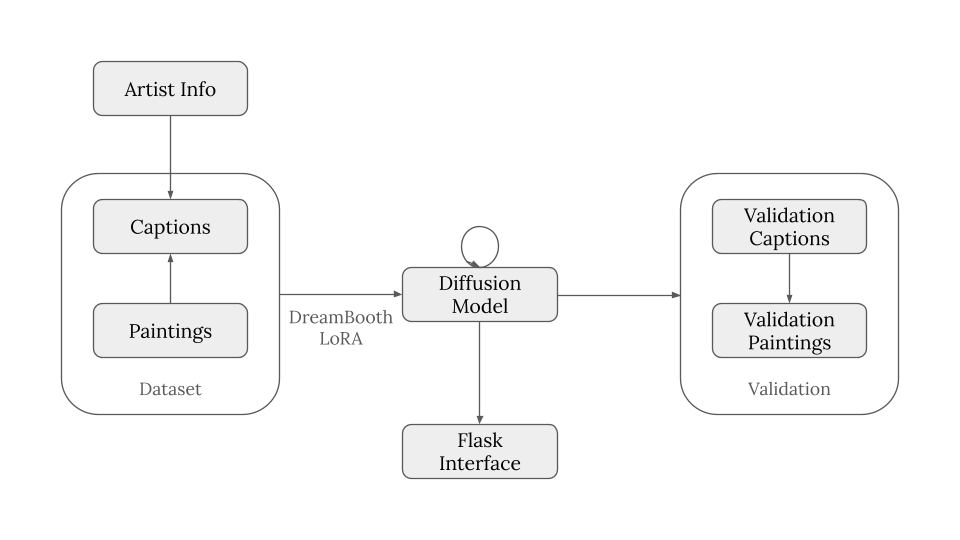 Artist Info
Captions
Paintings
Dataset
DreamBooth
LoRA
Diffusion
Model
Flask
Interface
Validation
Captions
Validation
Paintings
Validation